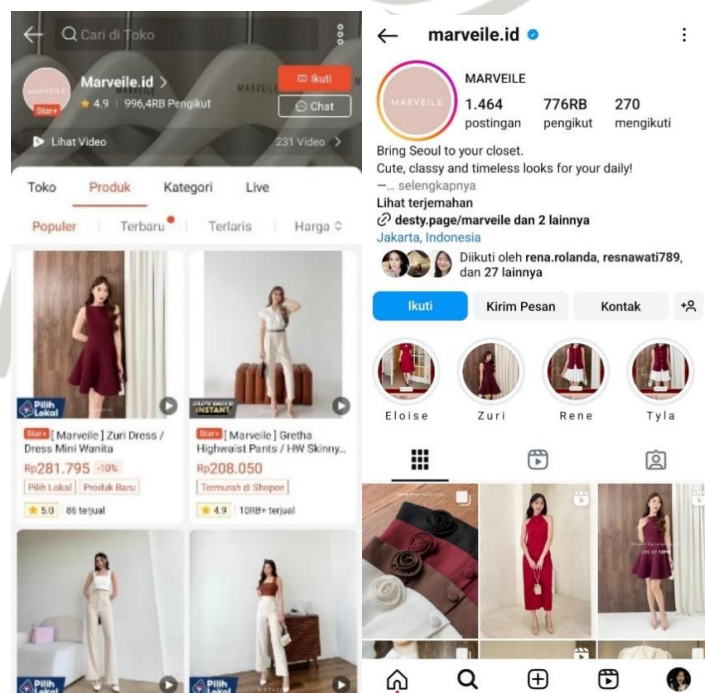 Cari di Toko
MARVEILE
Marveile.id >
Star+
4.9 | 996,4RB Pengikut
Ikuti
Chat
Lihat Video
231 Video >
Toko
Produk
Kategori
Live
Populer
Terbaru
Terlaris
Harga
Pilih Lokal
INSTANT
Star+ [ Marveile ] Zuri Dress /
Dress Mini Wanita
Rp281.795 -10%
Pilih Lokal
Produk Baru
5.0
86 terjual
Star+ [ Marveile ] Gretha
Highwaist Pants / HW Skinny...
Rp208.050
Termurah di Shopee
4.9
10RB+ terjual
Pilih Lokal
Pilih Lokal
marveile.id
MARVEILE
MARVEILE
1.464
postingan
776RB
pengikut
270
mengikuti
Bring Seoul to your closet.
Cute, classy and timeless looks for your daily!
—... selengkapnya
Lihat terjemahan
desty.page/marveile dan 2 lainnya
Jakarta, Indonesia
Diikuti oleh rena.rolanda, resnawati789,
dan 27 lainnya
Ikuti
Kirim Pesan
Kontak
Eloise
Zuri
Rene
Tyla